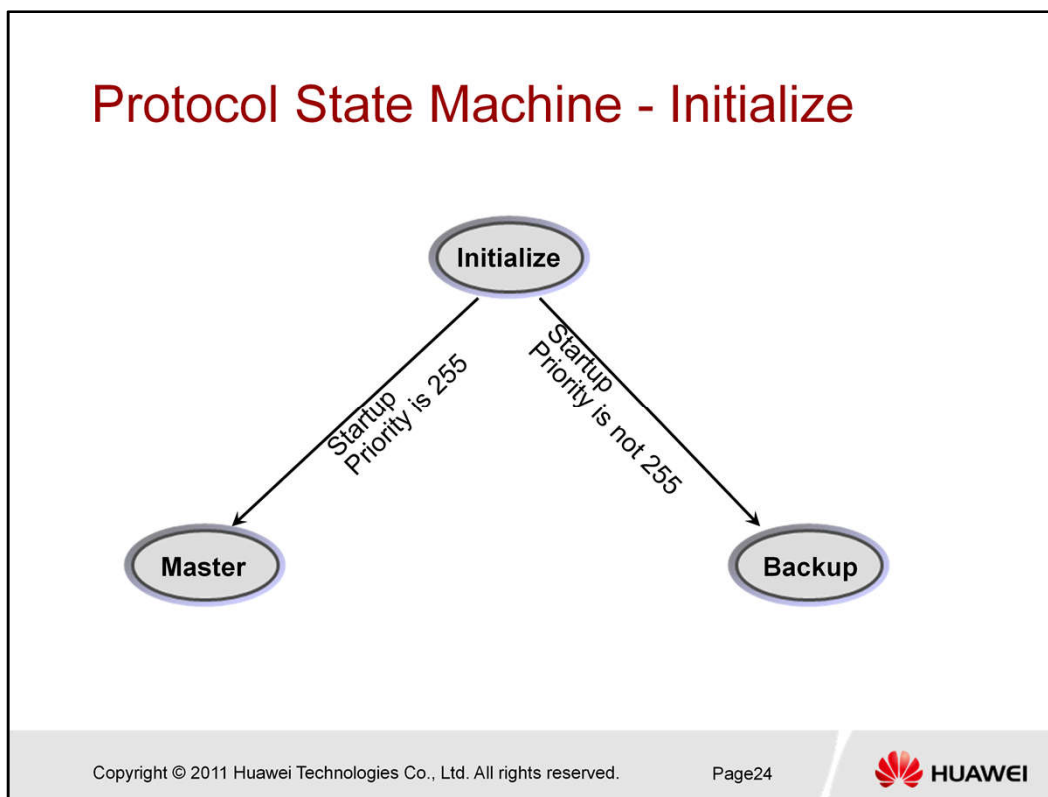 Protocol State Machine - Initialize
Initialize
Startup
Priority is 255
Startup
Priority is not 255
Master
Backup
Copyright © 2011 Huawei Technologies Co., Ltd. All rights reserved.
Page24
HUAWEI